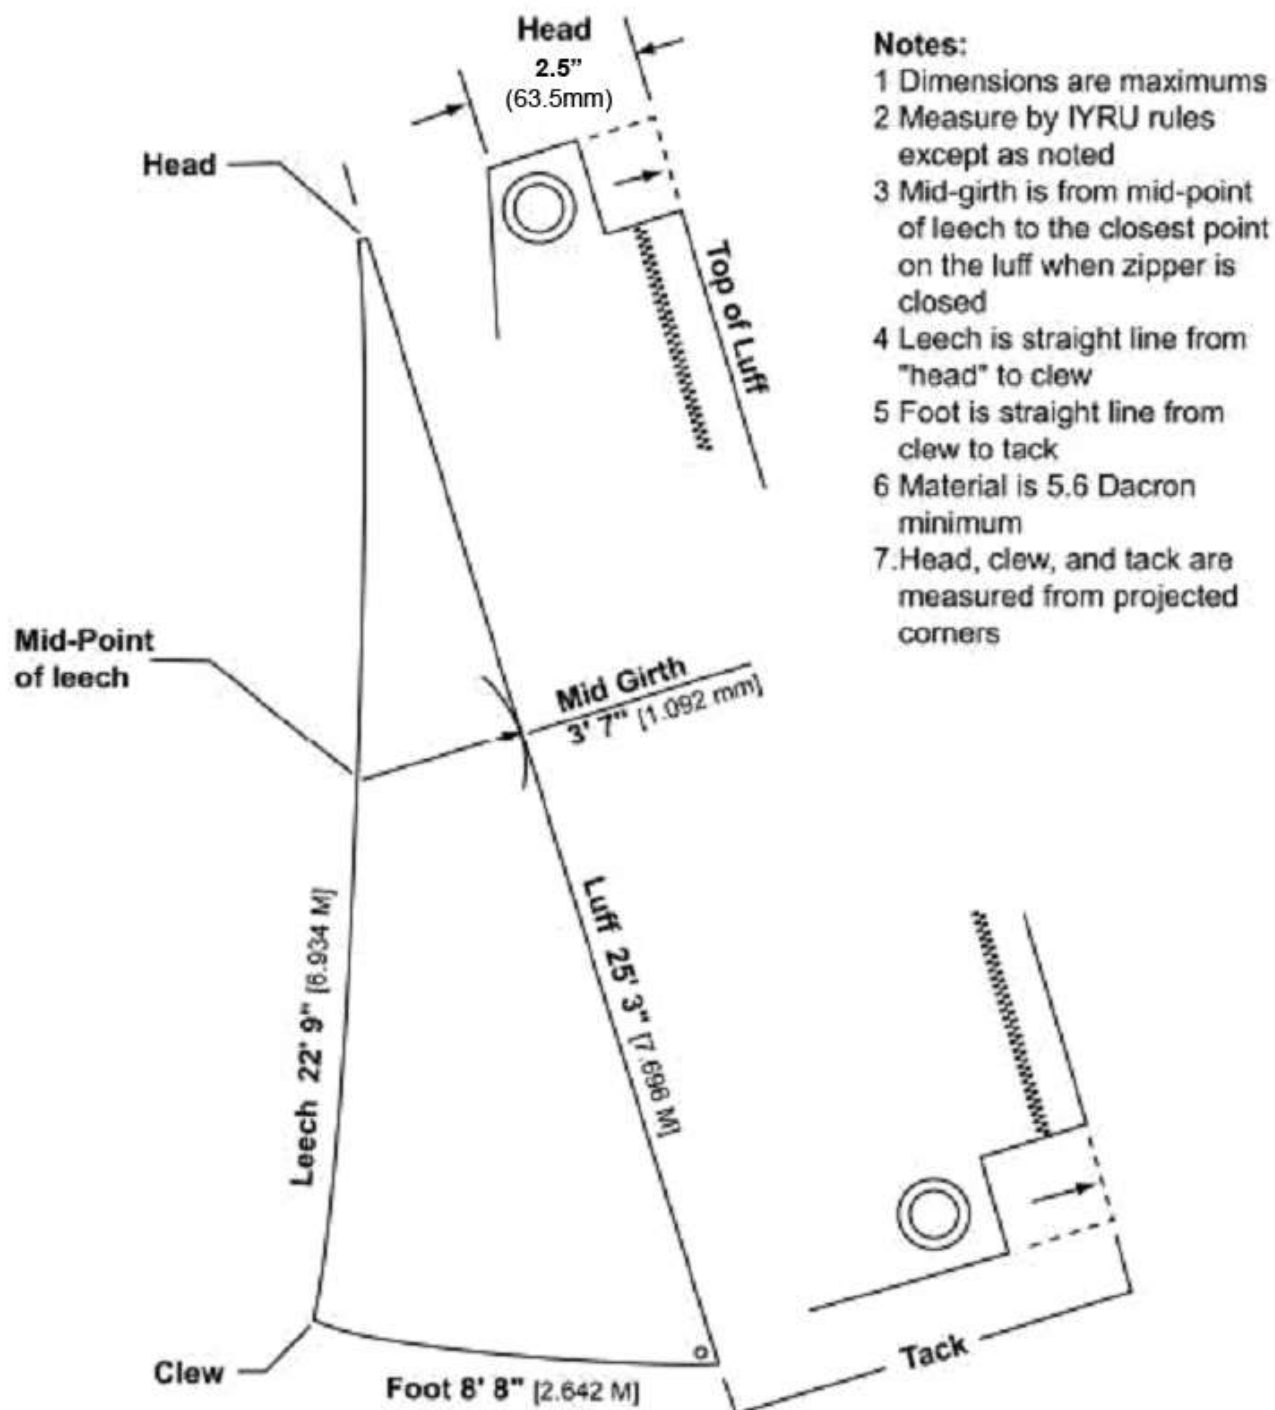 Head
2.5”
(63.5mm)
Notes:
1 Dimensions are maximums
2 Measure by IYRU rules
except as noted
3 Mid-girth is from mid-point
of leech to the closest point
on the luff when zipper is
closed
4 Leech is straight line from
"head" to clew
5 Foot is straight line from
clew to tack
6 Material is 5.6 Dacron
minimum
7.Head, clew, and tack are
measured from projected
corners
Head
Top of Luff
Mid-Point
of leech
Mid Girth
3' 7" [1.092 mm]
Leech 22' 9" [6.934 M]
Luff 25' 3" [7.696 M]
Clew
Foot 8' 8" [2.642 M]
Tack